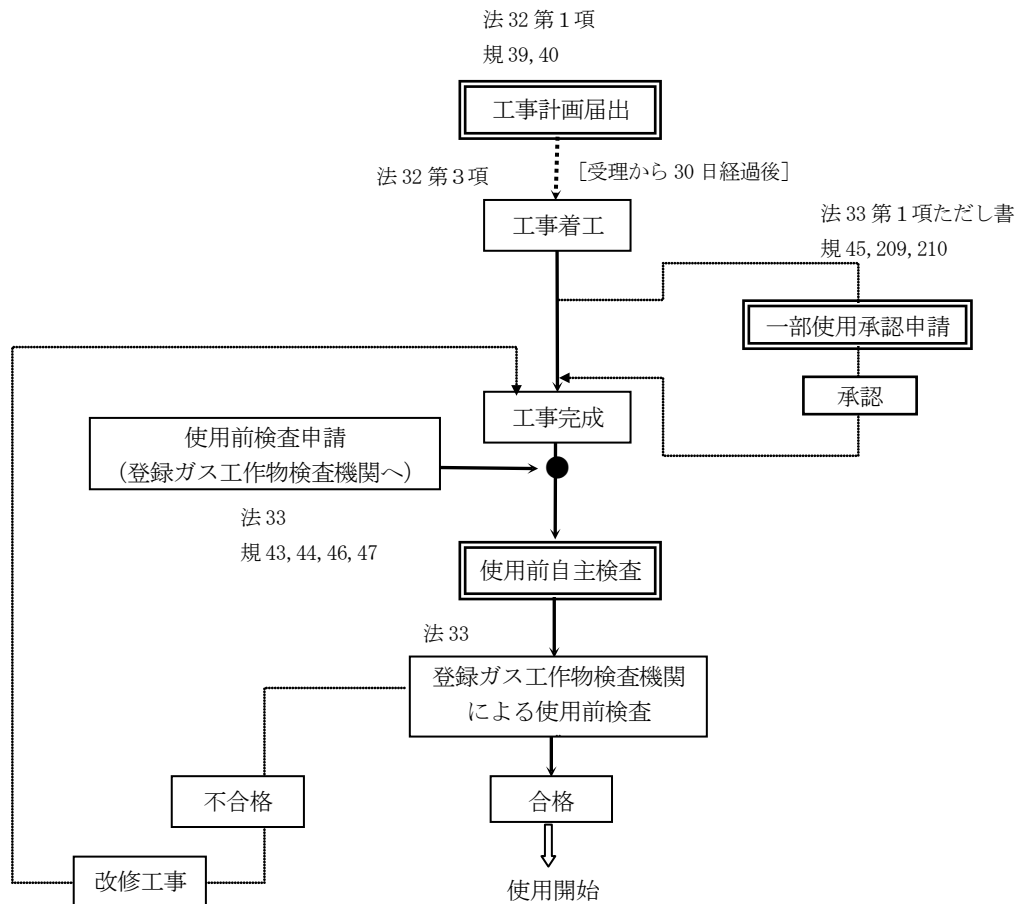 法 32 第１項
規 39, 40
工事計画届出
法 32 第３項
［受理から 30 日経過後］
工事着工
法 33 第１項ただし書
規 45, 209, 210
一部使用承認申請
承認
工事完成
使用前検査申請
（登録ガス工作物検査機関へ）
法 33
規 43, 44, 46, 47
使用前自主検査
法 33
登録ガス工作物検査機関
による使用前検査
不合格
合格
改修工事
使用開始